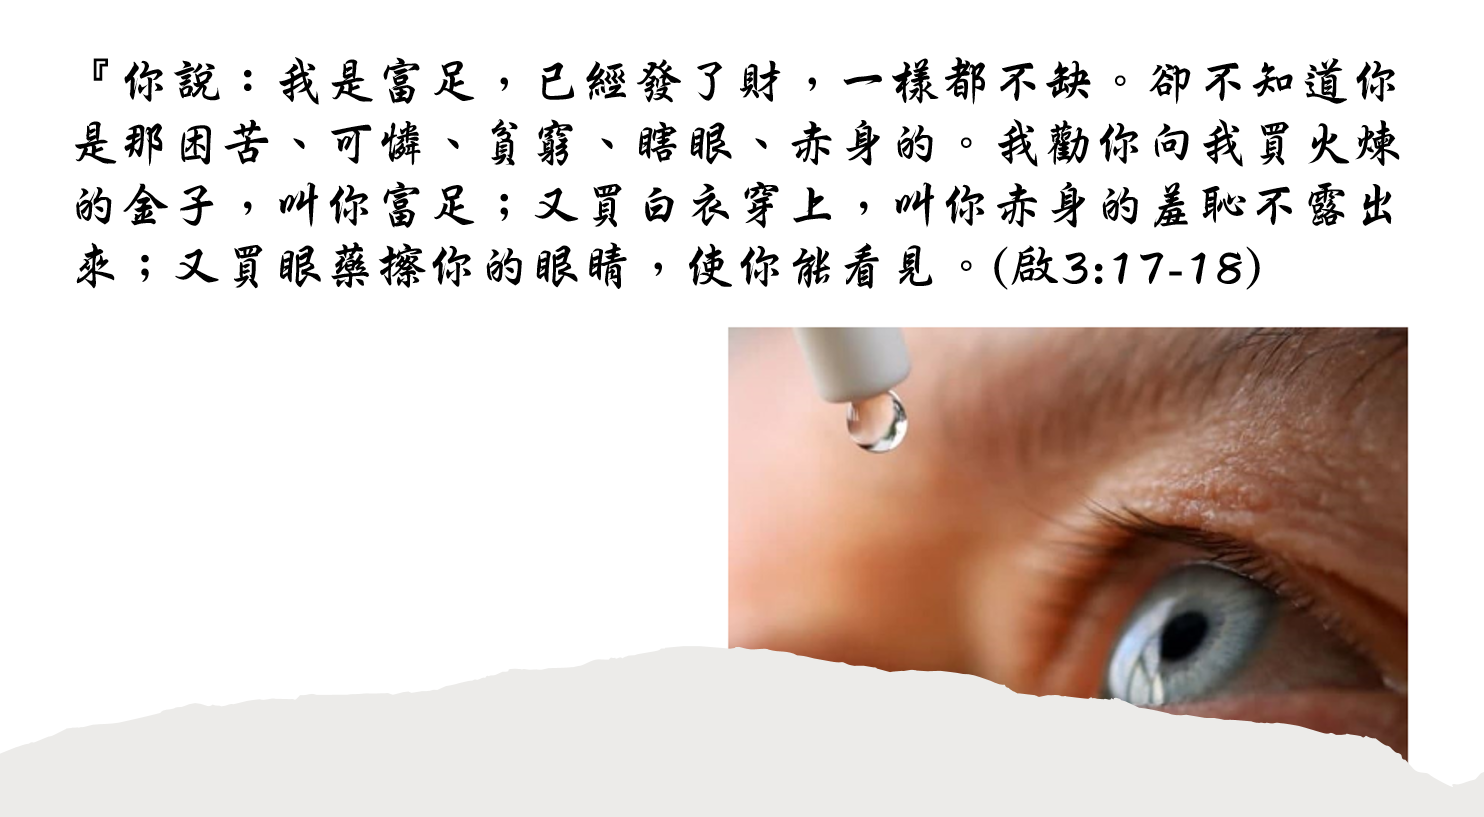 『你說：我是富足，已經發了財，一樣都不缺。卻不知道你
是那困苦、可憐、貧窮、瞎眼、赤身的。我勸你向我買火煉
的金子，叫你富足；又買白衣穿上，叫你赤身的羞恥不露出
來；又買眼藥擦你的眼睛，使你能看見。(啟3:17-18)